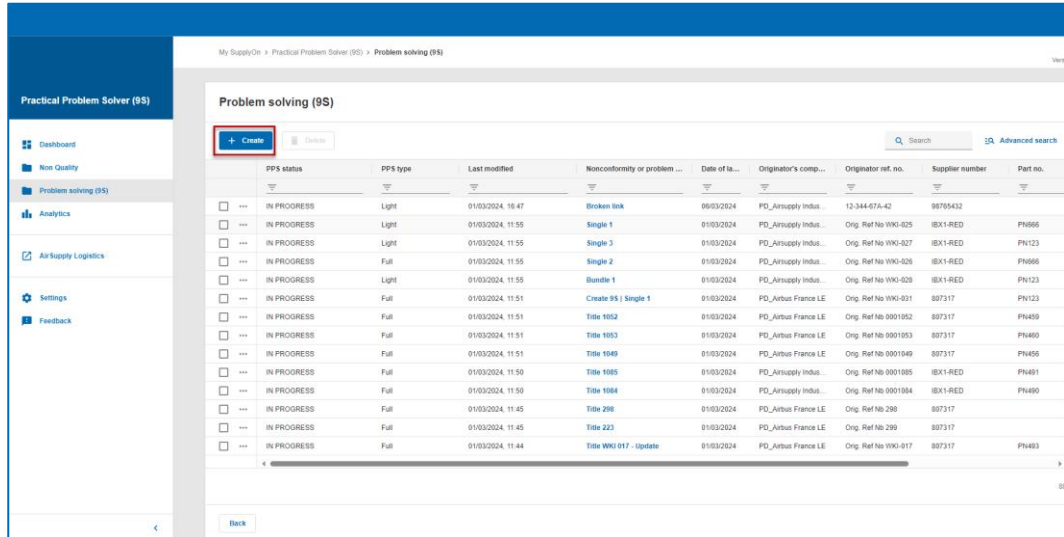 My SupplyOn > Practical Problem Solver (9S) > Problem solving (9S)
Practical Problem Solver (9S)
Dashboard
Non Quality
Problem solving (9S)
Analytics
AirSupply Logistics
Settings
Feedback
Problem solving (9S)
+ Create
Delete
Search
Advanced search
PPS status PPS type Last modified Nonconformity or problem ... Date of la... Originator's comp... Originator ref. no. Supplier number Part no.
IN PROGRESS Light 01/03/2024, 16:47 Broken link 06/03/2024 PD_Airsupply Indus... 12-344-67A-42 98765432
IN PROGRESS Light 01/03/2024, 11:55 Single 1 01/03/2024 PD_Airsupply Indus... Orig. Ref No WKI-025 IBX1-RED PN666
IN PROGRESS Light 01/03/2024, 11:55 Single 3 01/03/2024 PD_Airsupply Indus... Orig. Ref No WKI-027 IBX1-RED PN123
IN PROGRESS Full 01/03/2024, 11:55 Single 2 01/03/2024 PD_Airsupply Indus... Orig. Ref No WKI-026 IBX1-RED PN666
IN PROGRESS Light 01/03/2024, 11:55 Bundle 1 01/03/2024 PD_Airsupply Indus... Orig. Ref No WKI-028 IBX1-RED PN123
IN PROGRESS Full 01/03/2024, 11:51 Create 9S | Single 1 01/03/2024 PD_Airbus France LE Orig. Ref No WKI-031 807317 PN123
IN PROGRESS Full 01/03/2024, 11:51 Title 1052 01/03/2024 PD_Airbus France LE Orig. Ref Nb 0001052 807317 PN459
IN PROGRESS Full 01/03/2024, 11:51 Title 1053 01/03/2024 PD_Airbus France LE Orig. Ref Nb 0001053 807317 PN460
IN PROGRESS Full 01/03/2024, 11:51 Title 1049 01/03/2024 PD_Airbus France LE Orig. Ref Nb 0001049 807317 PN456
IN PROGRESS Full 01/03/2024, 11:50 Title 1085 01/03/2024 PD_Airsupply Indus... Orig. Ref Nb 0001085 IBX1-RED PN491
IN PROGRESS Full 01/03/2024, 11:50 Title 1084 01/03/2024 PD_Airsupply Indus... Orig. Ref Nb 0001084 IBX1-RED PN490
IN PROGRESS Full 01/03/2024, 11:45 Title 298 01/03/2024 PD_Airbus France LE Orig. Ref Nb 298 807317
IN PROGRESS Full 01/03/2024, 11:45 Title 223 01/03/2024 PD_Airbus France LE Orig. Ref Nb 299 807317
IN PROGRESS Full 01/03/2024, 11:44 Title WKI 017 - Update 01/03/2024 PD_Airbus France LE Orig. Ref No WKI-017 807317 PN493
Back